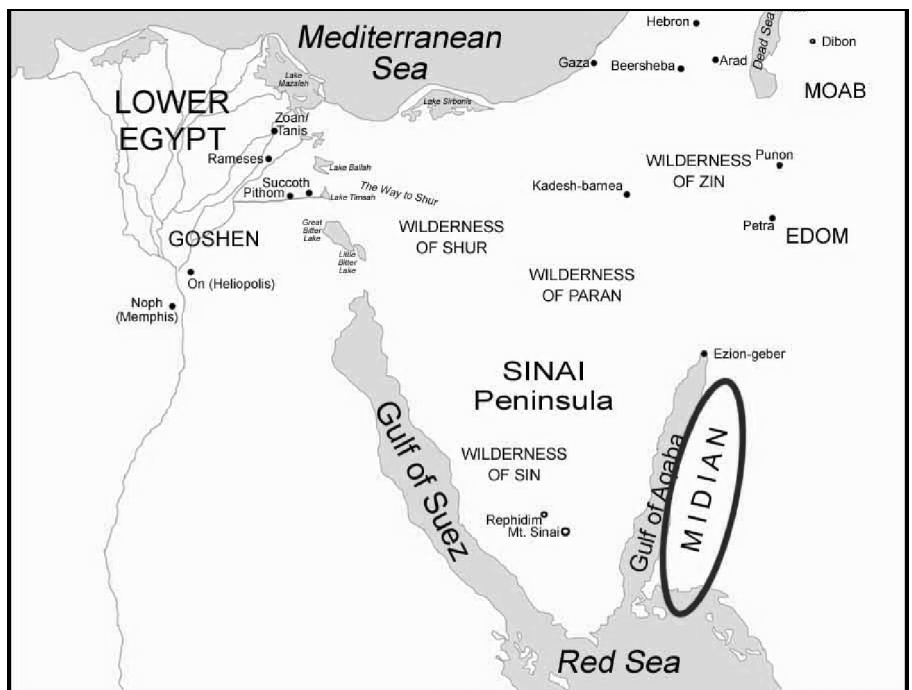 Mediterranean
Sea
Hebron
Dead Sea
Dibon
Gaza
Beersheba
Arad
MOAB
Lake
Mazaleh
Lake Sirbonis
LOWER
EGYPT
Zoan/
Tanis
Rameses
Lake Ballah
WILDERNESS
OF ZIN
Punon
Succoth
Pithom
Lake Timsah
The Way to Shur
Kadesh-barnea
GOSHEN
Great
Bitter
Lake
Little
Bitter
Lake
WILDERNESS
OF SHUR
Petra
EDOM
On (Heliopolis)
WILDERNESS
OF PARAN
Noph
(Memphis)
Ezion-geber
SINAI
Peninsula
Gulf of Suez
WILDERNESS
OF SIN
Gulf of Aqaba
MIDIAN
Rephidim
Mt. Sinai
Red Sea